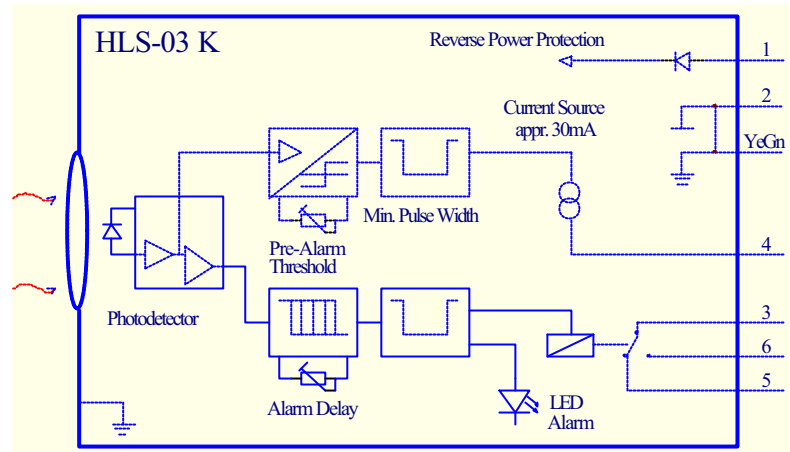 HLS-03 K
Reverse Power Protection
1
2
Current Source
appr. 30mA
YeGn
Min. Pulse Width
Pre-Alarm
Threshold
4
Photodetector
3
6
5
Alarm Delay
LED
Alarm